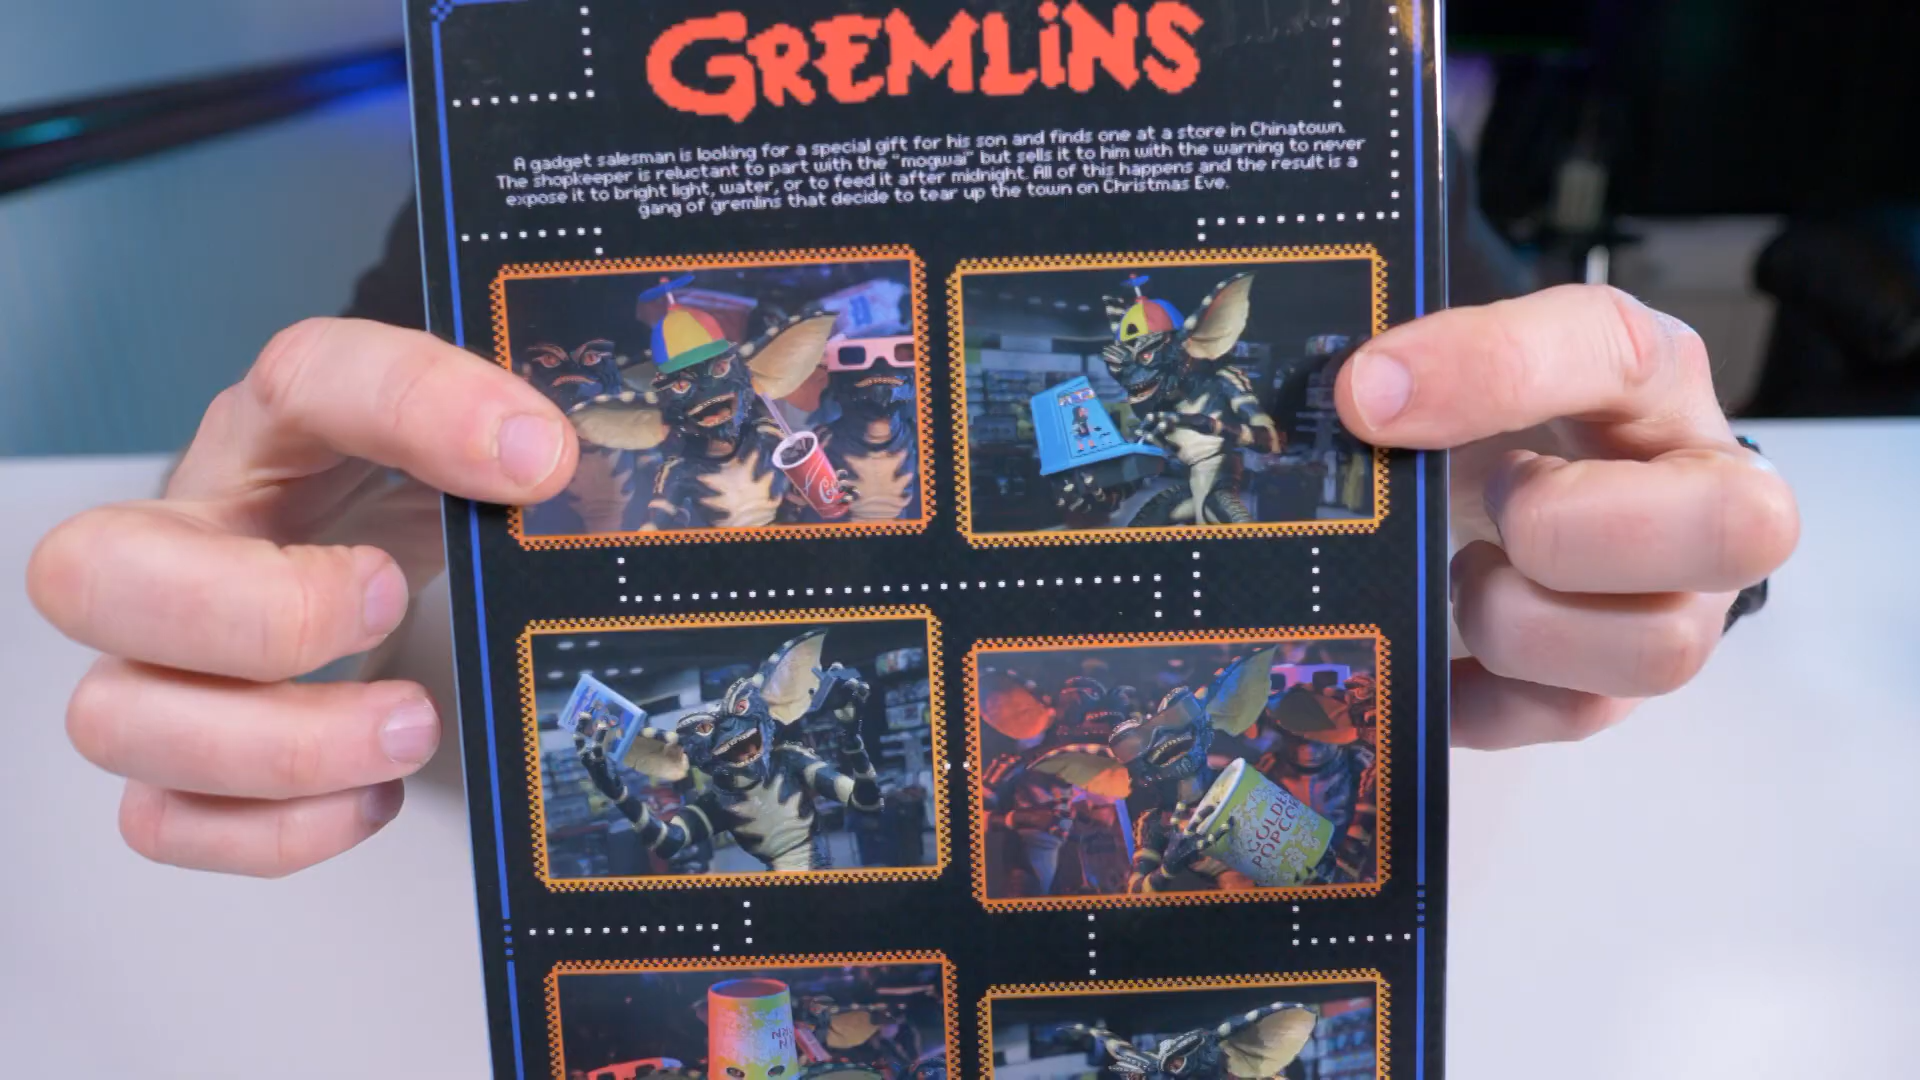 GREMLiNS
A gadget salesman is looking for a special gift for his son and finds one at a store in Chinatown.
The shopkeeper is reluctant to part with the "mogwai" but sells it to him with the warning to never
expose it to bright light, water, or to feed it after midnight. All of this happens and the result is a
gang of gremlins that decide to tear up the town on Christmas Eve.
GOLDEN
POPCORN